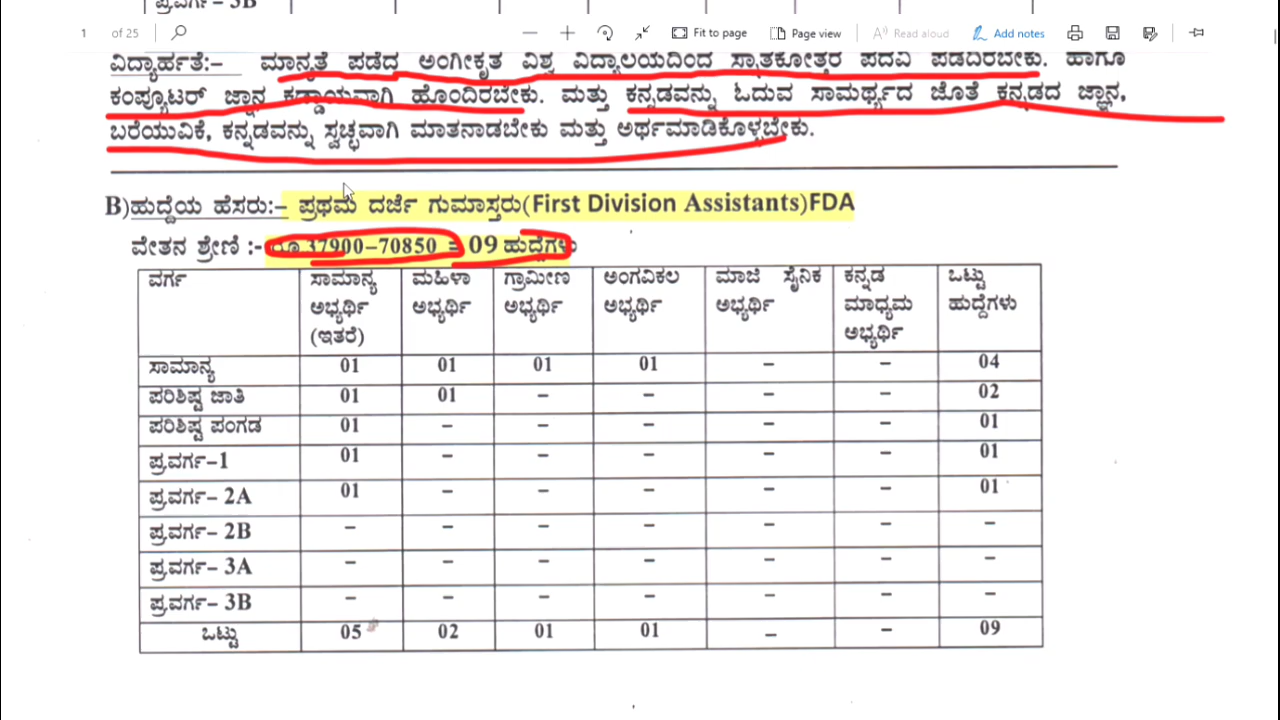 ಪ್ರವರ್ಗ- 3B
1 of 25 Fit to page Page view Read aloud Add notes
ವಿದ್ಯಾರ್ಹತೆ:- ಮಾನ್ಯತೆ ಪಡೆದ ಅಂಗೀಕೃತ ವಿಶ್ವ ವಿದ್ಯಾಲಯದಿಂದ ಸ್ನಾತಕೋತ್ತರ ಪದವಿ ಪಡದಿರಬೇಕು. ಹಾಗೂ
ಕಂಪ್ಯೂಟರ್ ಜ್ಞಾನ ಕಡ್ಡಾಯವಾಗಿ ಹೊಂದಿರಬೇಕು. ಮತ್ತು ಕನ್ನಡವನ್ನು ಓದುವ ಸಾಮರ್ಥ್ಯದ ಜೊತೆ ಕನ್ನಡದ ಜ್ಞಾನ,
ಬರೆಯುವಿಕೆ, ಕನ್ನಡವನ್ನು ಸ್ವಚ್ಛವಾಗಿ ಮಾತನಾಡಬೇಕು ಮತ್ತು ಅರ್ಥಮಾಡಿಕೊಳ್ಳಬೇಕು.
B)ಹುದ್ದೆಯ ಹೆಸರು:- ಪ್ರಥಮ ದರ್ಜೆ ಗುಮಾಸ್ತರು(First Division Assistants)FDA
ವೇತನ ಶ್ರೇಣಿ :- ರೂ 37900-70850 = 09 ಹುದ್ದೆಗಳು
ವರ್ಗ ಸಾಮಾನ್ಯ ಮಹಿಳಾ ಗ್ರಾಮೀಣ ಅಂಗವಿಕಲ ಮಾಜಿ ಸೈನಿಕ ಕನ್ನಡ ಒಟ್ಟು
ಅಭ್ಯರ್ಥಿ ಅಭ್ಯರ್ಥಿ ಅಭ್ಯರ್ಥಿ ಅಭ್ಯರ್ಥಿ ಅಭ್ಯರ್ಥಿ ಮಾಧ್ಯಮ ಹುದ್ದೆಗಳು
(ಇತರೆ) ಅಭ್ಯರ್ಥಿ
ಸಾಮಾನ್ಯ 01 01 01 01 - - 04
ಪರಿಶಿಷ್ಟ ಜಾತಿ 01 01 - - - - 02
ಪರಿಶಿಷ್ಟ ಪಂಗಡ 01 - - - - - 01
ಪ್ರವರ್ಗ-1 01 - - - - - 01
ಪ್ರವರ್ಗ- 2A 01 - - - - - 01
ಪ್ರವರ್ಗ- 2B - - - - - - -
ಪ್ರವರ್ಗ- 3A - - - - - - -
ಪ್ರವರ್ಗ- 3B - - - - - - -
ಒಟ್ಟು 05 02 01 01 - - 09